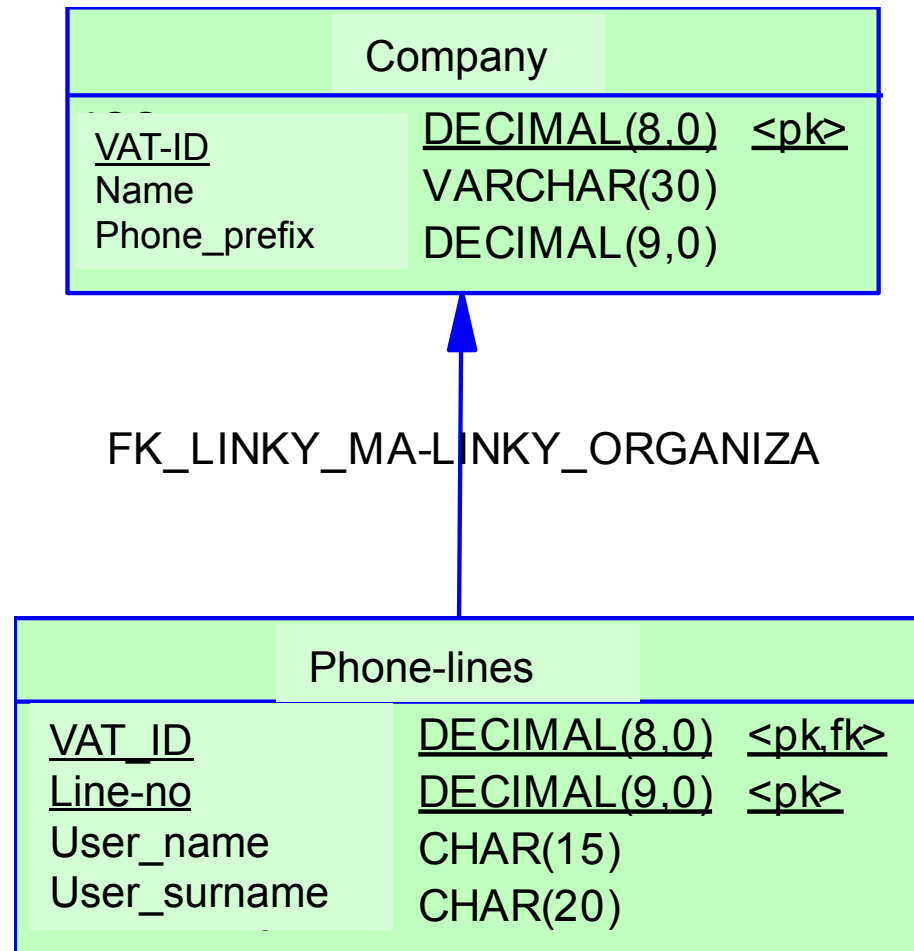 Company
VAT-ID DECIMAL(8,0) <pk>
Name VARCHAR(30)
Phone_prefix DECIMAL(9,0)
FK_LINKY_MA-LINKY_ORGANIZA
Phone-lines
VAT_ID DECIMAL(8,0) <pk,fk>
Line-no DECIMAL(9,0) <pk>
User_name CHAR(15)
User_surname CHAR(20)